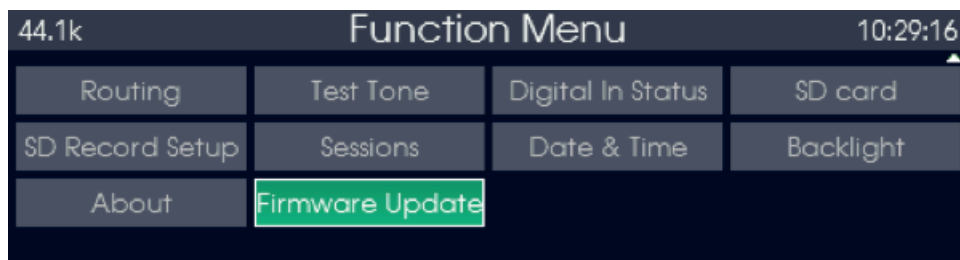 44.1k Function Menu 10:29:16
Routing Test Tone Digital In Status SD card
SD Record Setup Sessions Date & Time Backlight
About Firmware Update